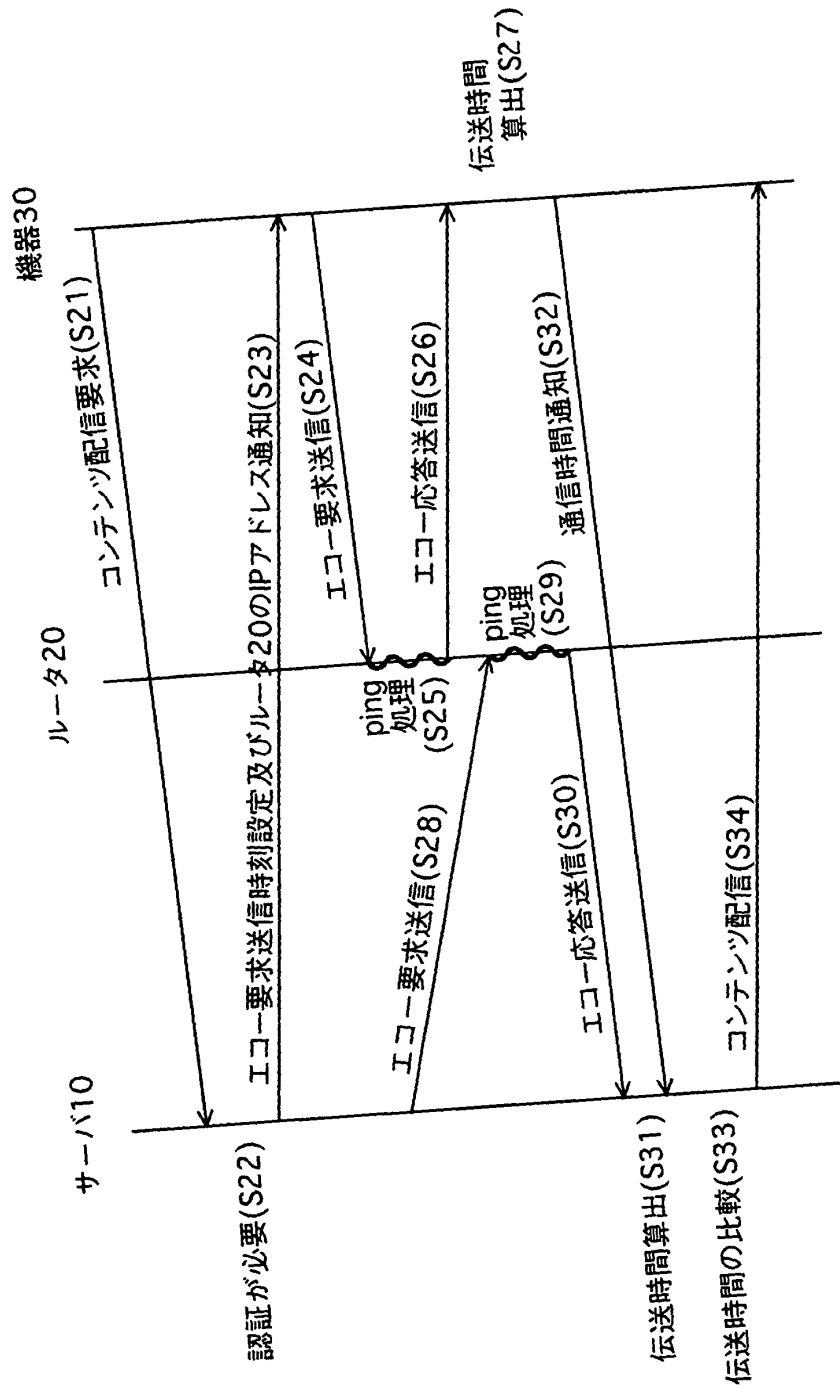 サーバ10
ルータ20
機器30
コンテンツ配信要求(S21)
認証が必要(S22)
エコー要求送信時刻設定及びルータ20のIPアドレス通知(S23)
エコー要求送信(S24)
ping
処理
(S25)
エコー応答送信(S26)
伝送時間
算出(S27)
エコー要求送信(S28)
ping
処理
(S29)
エコー応答送信(S30)
伝送時間算出(S31)
通信時間通知(S32)
伝送時間の比較(S33)
コンテンツ配信(S34)